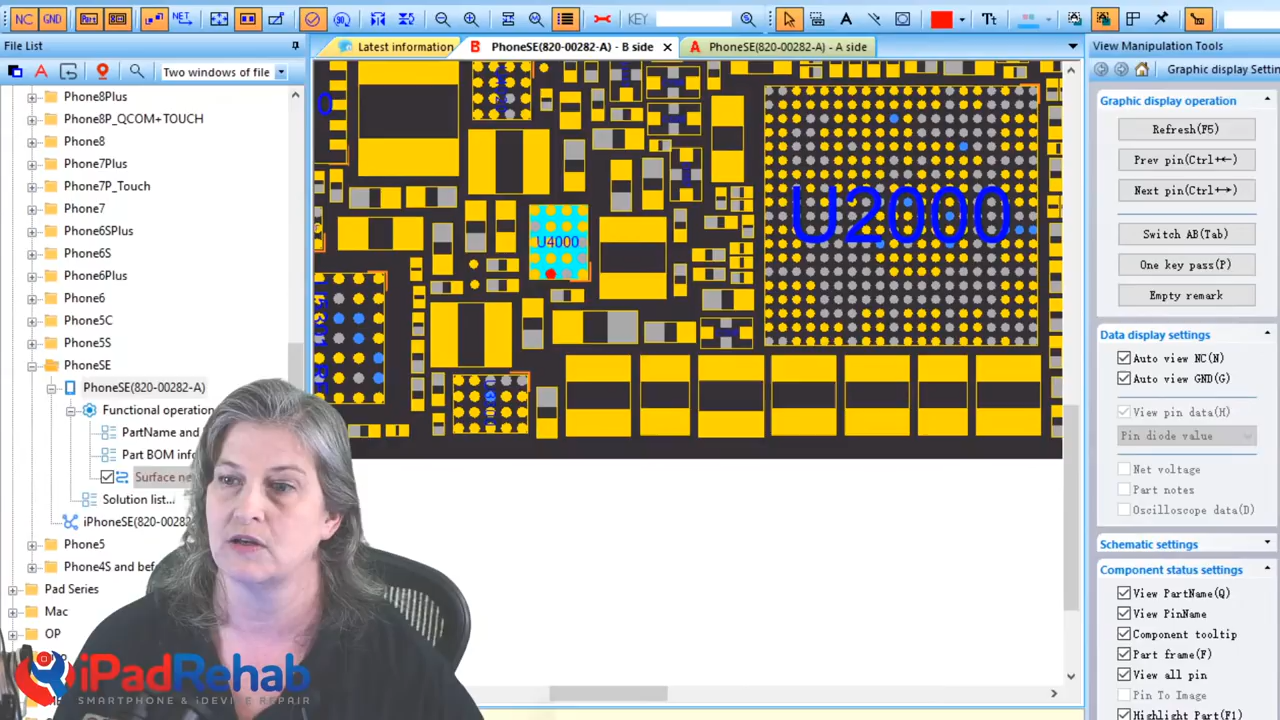 NC GND NET 90 KEY Tt
File List
Latest information
B PhoneSE(820-00282-A) - B side
A PhoneSE(820-00282-A) - A side
View Manipulation Tools
Two windows of file
Graphic display Settin
Phone8Plus
Phone8P_QCOM+TOUCH
Phone8
Phone7Plus
Phone7P_Touch
Phone7
Phone6SPlus
Phone6S
Phone6Plus
Phone6
Phone5C
Phone5S
PhoneSE
PhoneSE(820-00282-A)
Functional operation
PartName and
Part BOM info
Surface ne
Solution list...
iPhoneSE(820-00282
Phone5
Phone4S and bef
Pad Series
Mac
OP
U4000
U2000
Graphic display operation
Refresh(F5)
Prev pin(Ctrl+←)
Next pin(Ctrl+→)
Switch AB(Tab)
One key pass(P)
Empty remark
Data display settings
Auto view NC(N)
Auto view GND(G)
View pin data(H)
Pin diode value
Net voltage
Part notes
Oscilloscope data(D)
Schematic settings
Component status settings
View PartName(Q)
View PinName
Component tooltip
Part frame(F)
View all pin
Pin To Image
Highlight Part(F1)
iPadRehab
SMARTPHONE & iDEVICE REPAIR